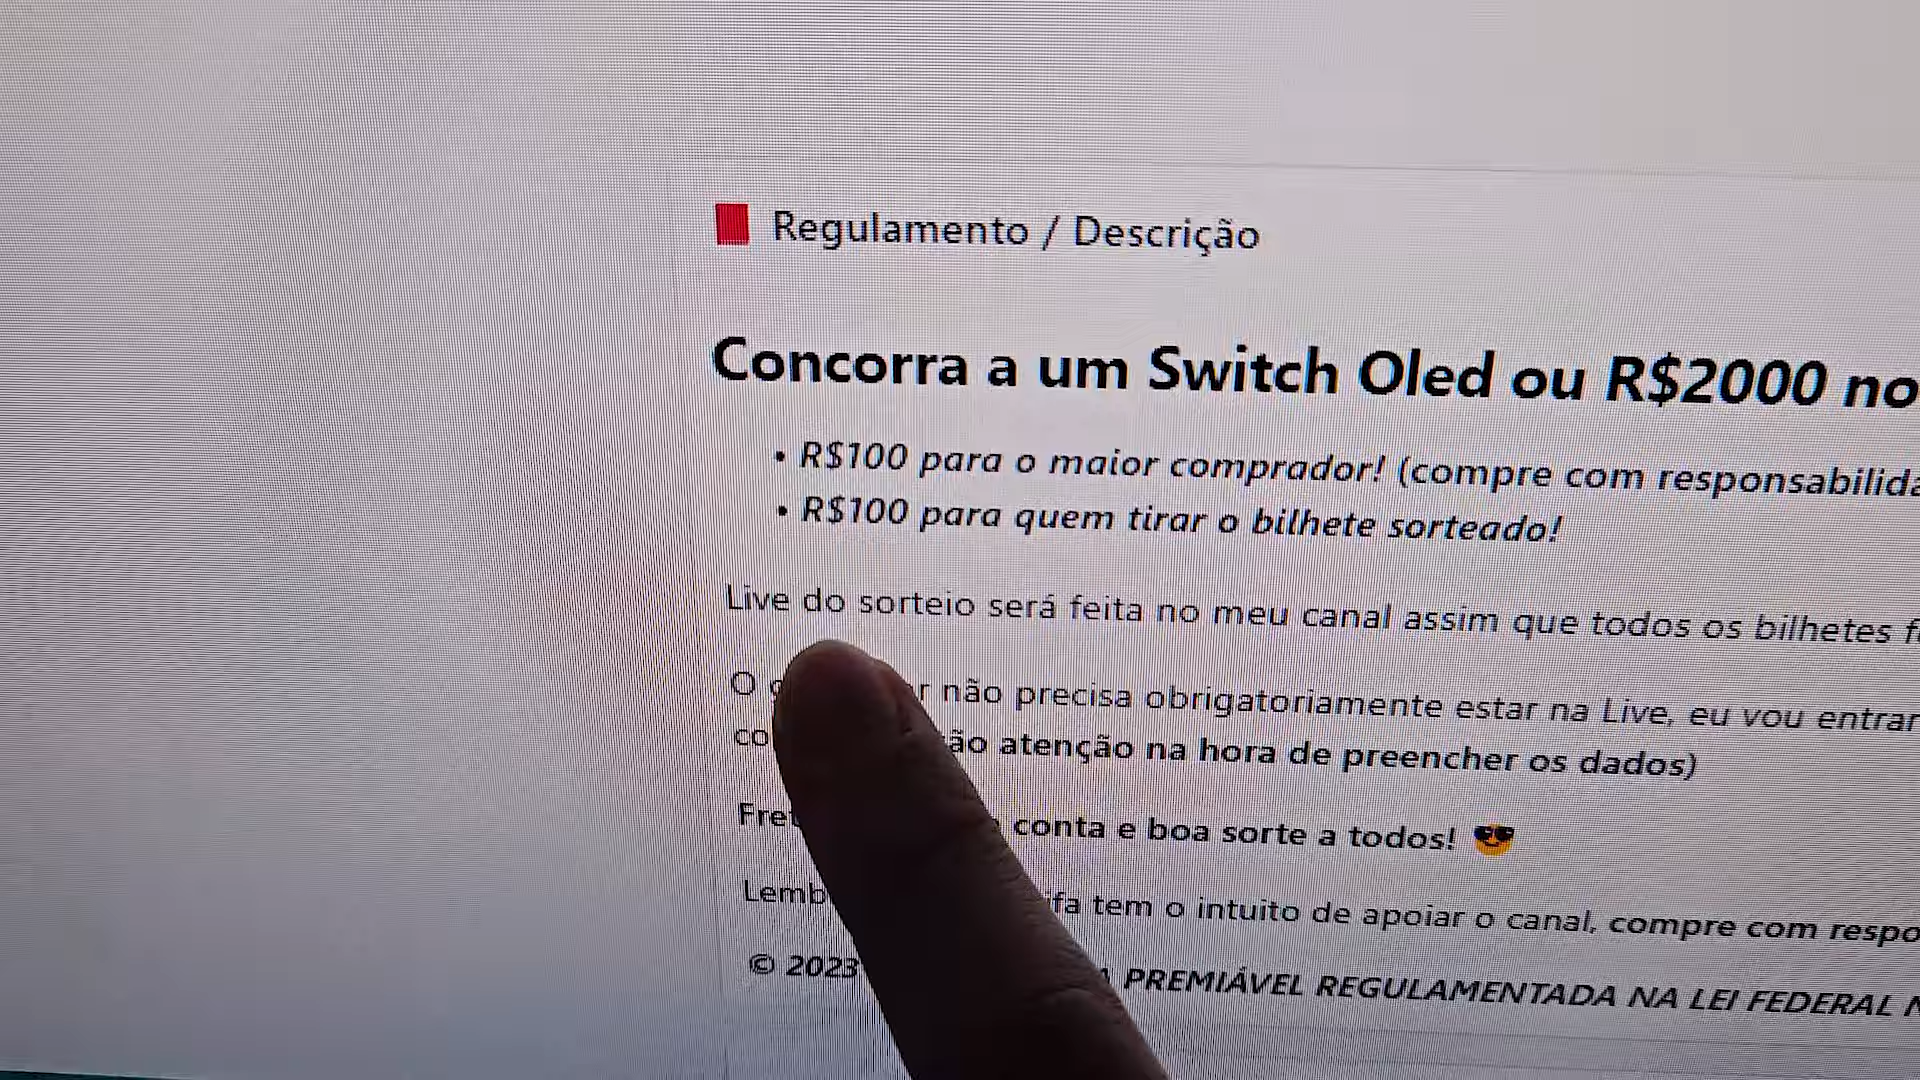 Regulamento / Descrição
Concorra a um Switch Oled ou R$2000 no
• R$100 para o maior comprador! (compre com
• R$100 para quem tirar o bilhete sorteado!
Live do sorteio será feita no meu canal assim que todos os bilhetes
O não precisa obrigatoriamente estar na Live, eu vou entrar
atenção na hora de preencher os dados)
conta e boa sorte a todos! 😎
tem o intuito de apoiar o canal, compre com
© 2023 PREMIÁVEL REGULAMENTADA NA LEI FEDERAL